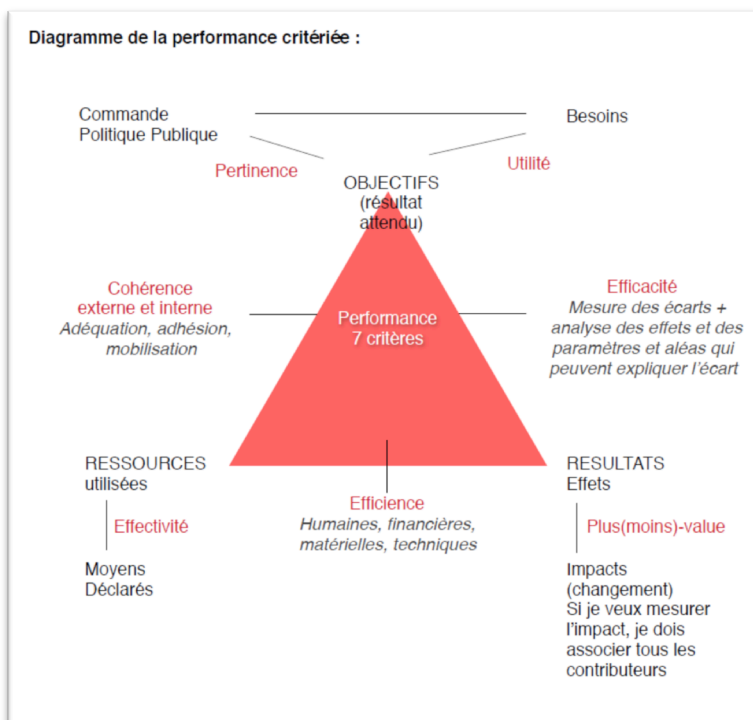 Diagramme de la performance critériée :
Commande
Politique Publique
Besoins
Pertinence
Utilité
OBJECTIFS
(résultat
attendu)
Cohérence
externe et interne
Adéquation, adhésion,
mobilisation
Performance
7 critères
Efficacité
Mesure des écarts +
analyse des effets et des
paramètres et aléas qui
peuvent expliquer l'écart
RESSOURCES
utilisées
Efficience
Humaines, financières,
matérielles, techniques
RESULTATS
Effets
Effectivité
Plus(moins)-value
Moyens
Déclarés
Impacts
(changement)
Si je veux mesurer
l'impact, je dois
associer tous les
contributeurs